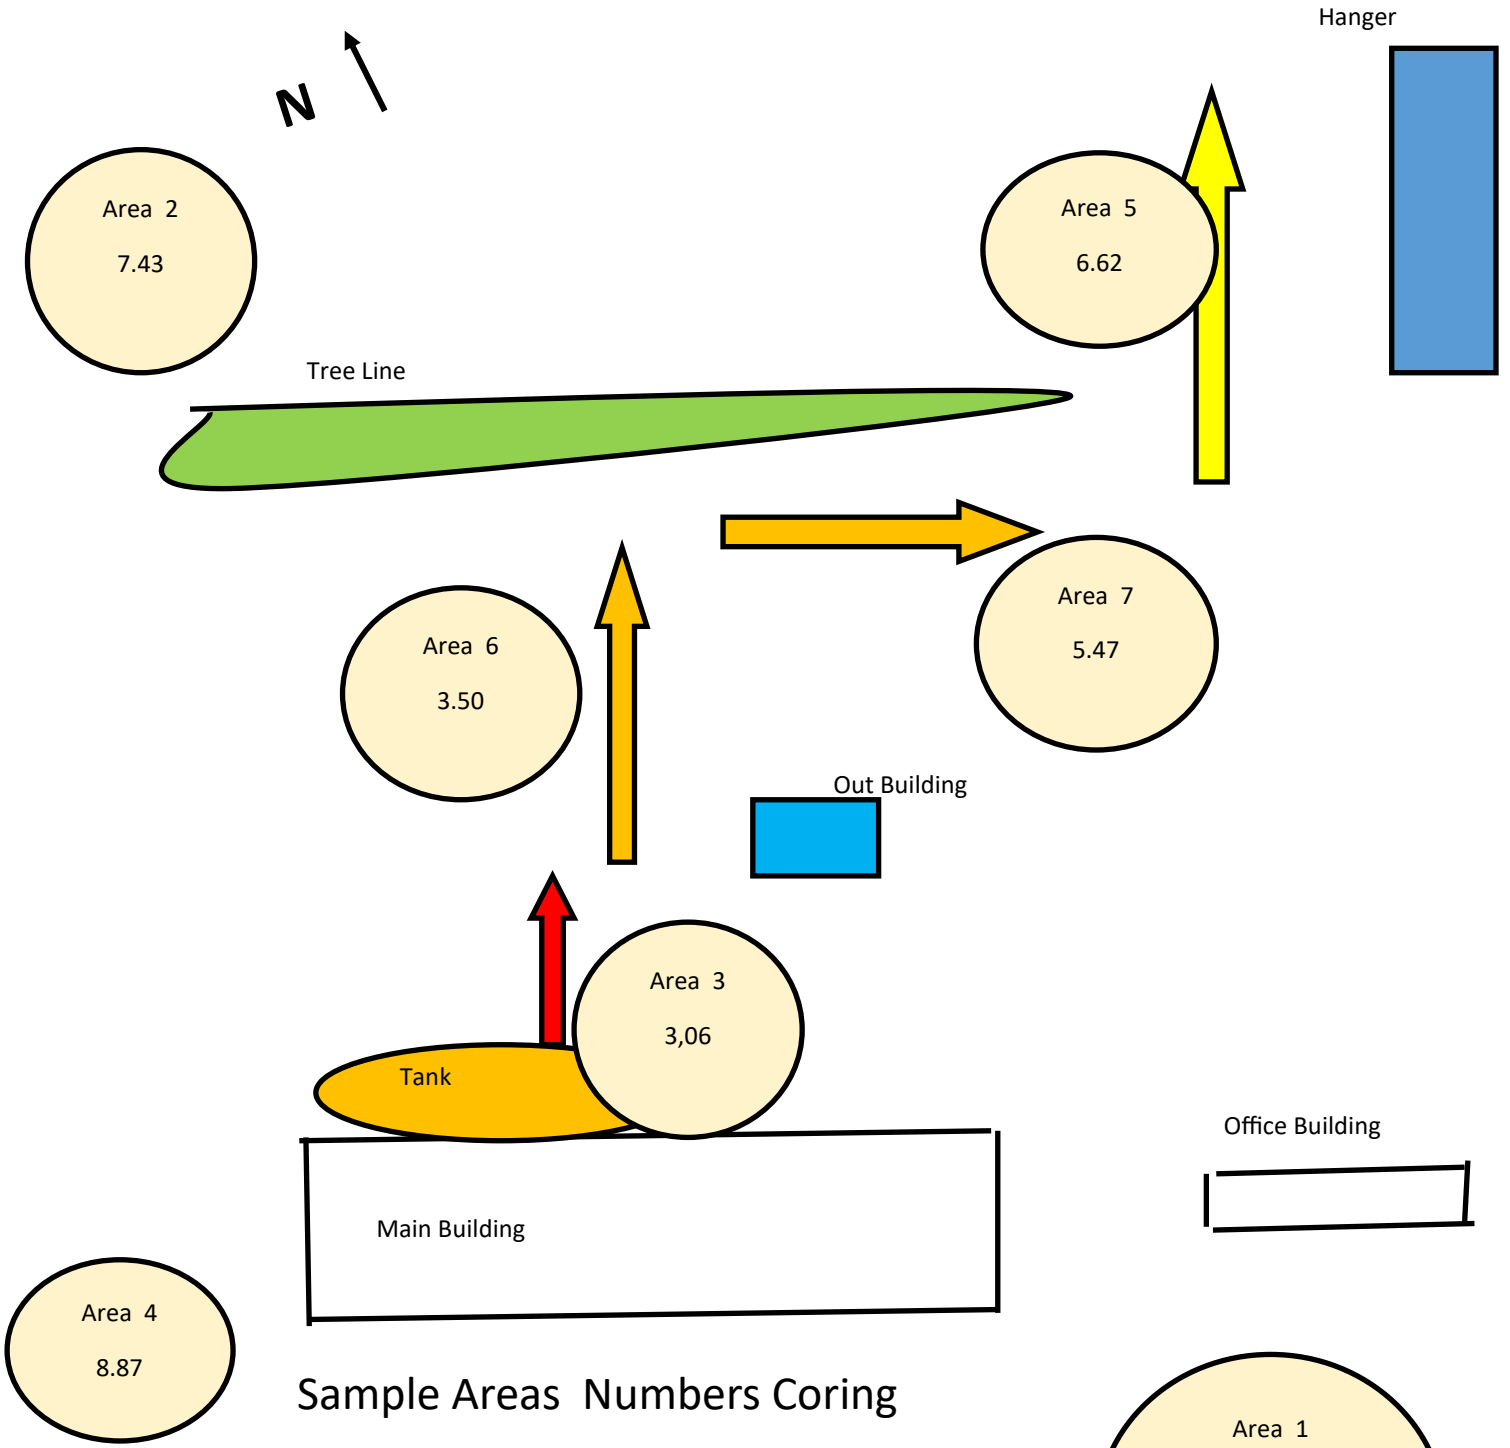 Hanger
N
Area 2
7.43
Area 5
6.62
Tree Line
Area 7
5.47
Area 6
3.50
Out Building
Area 3
3,06
Tank
Office Building
Main Building
Area 4
8.87
Sample Areas Numbers Coring
Area 1